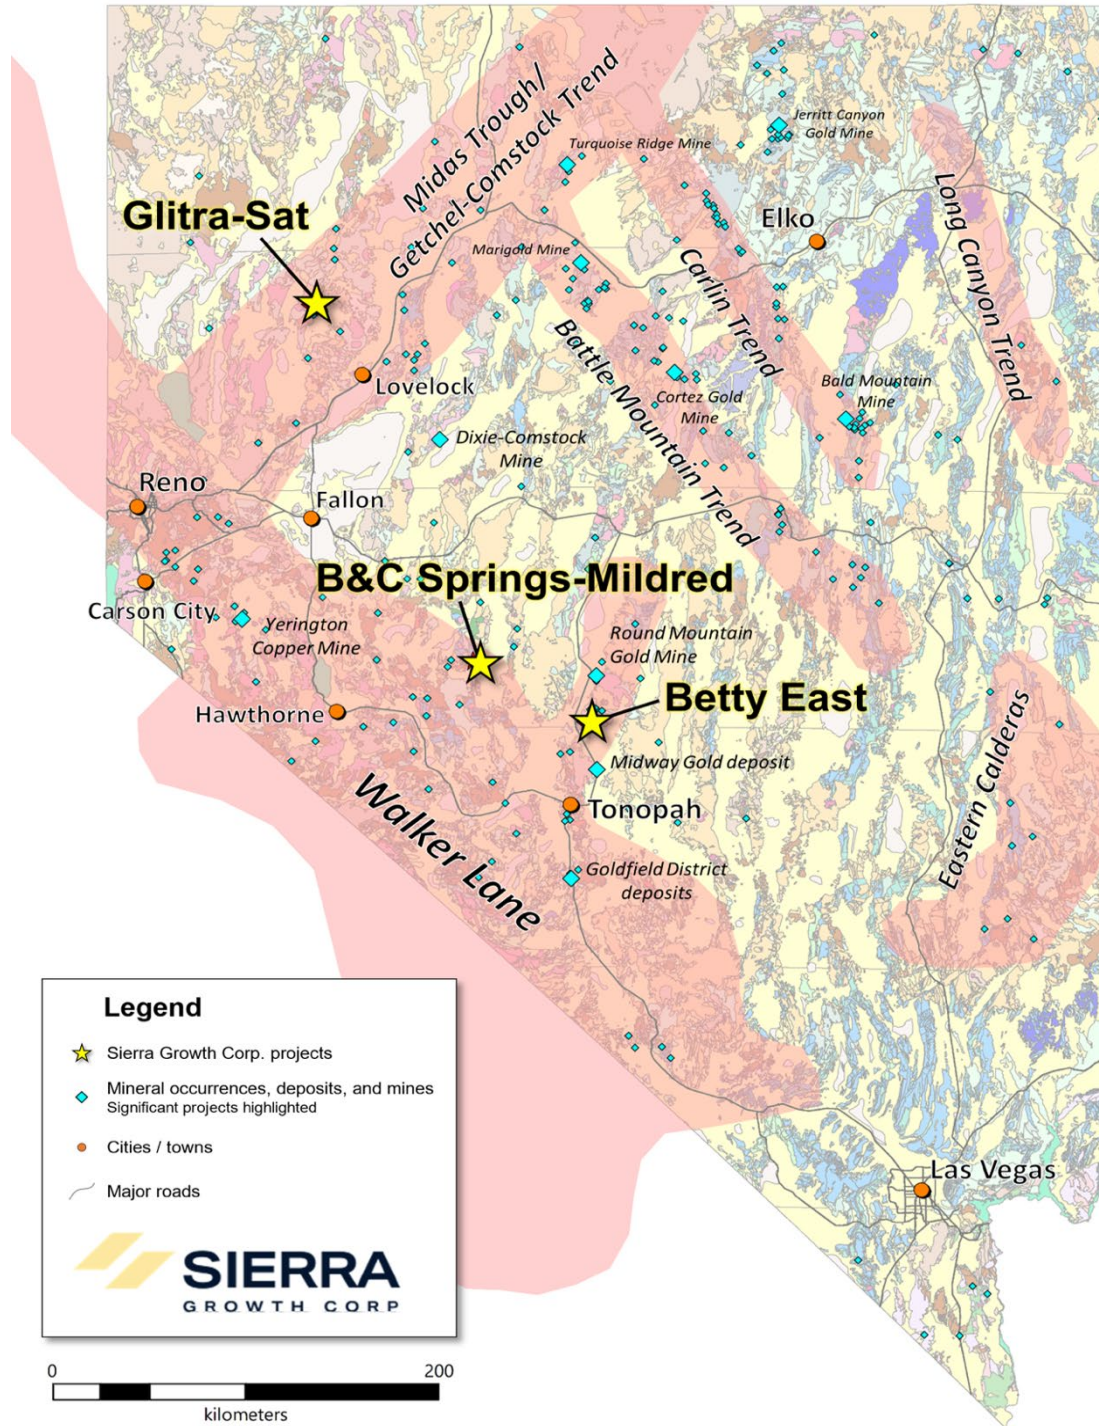 Midas Trough/
Getchel-Comstock Trend
Jerritt Canyon
Gold Mine
Turquoise Ridge Mine
Glitra-Sat
Elko
Long Canyon Trend
Marigold Mine
Carlin Trend
Battle Mountain Trend
Lovelock
Cortez Gold
Mine
Bald Mountain
Mine
Dixie-Comstock
Mine
Reno
Fallon
B&C Springs-Mildred
Carson City
Yerington
Copper Mine
Round Mountain
Gold Mine
Betty East
Hawthorne
Midway Gold deposit
Eastern Calderas
Walker Lane
Tonopah
Goldfield District
deposits
Las Vegas
Legend
Sierra Growth Corp. projects
Mineral occurrences, deposits, and mines
Significant projects highlighted
Cities / towns
Major roads
SIERRA
GROWTH CORP
0 200
kilometers